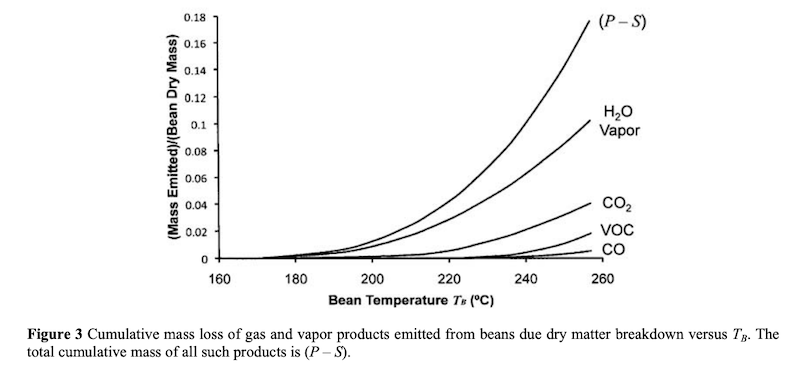 (Mass Emitted)/(Bean Dry Mass)
0.18
0.16
0.14
0.12
0.1
0.08
0.06
0.04
0.02
0
(P – S)
H₂O
Vapor
CO₂
VOC
CO
160 180 200 220 240 260
Bean Temperature T_B (ºC)
Figure 3 Cumulative mass loss of gas and vapor products emitted from beans due dry matter breakdown versus T_B. The
total cumulative mass of all such products is (P – S).